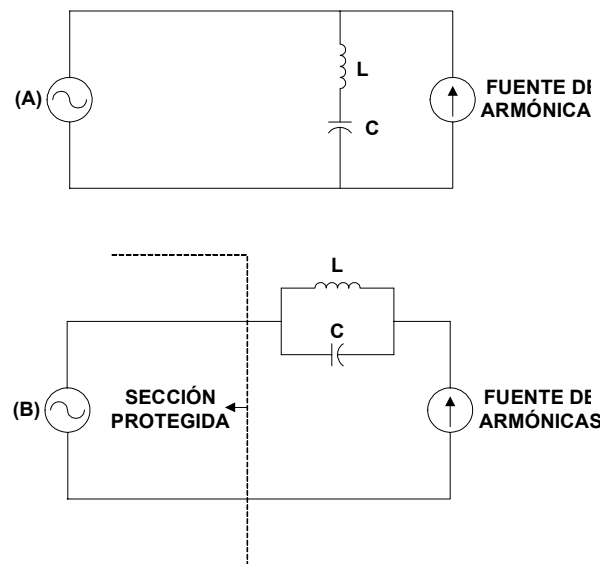 (A)
L
C
FUENTE DE
ARMÓNICA
L
C
(B)
SECCIÓN
PROTEGIDA
FUENTE DE
ARMÓNICAS